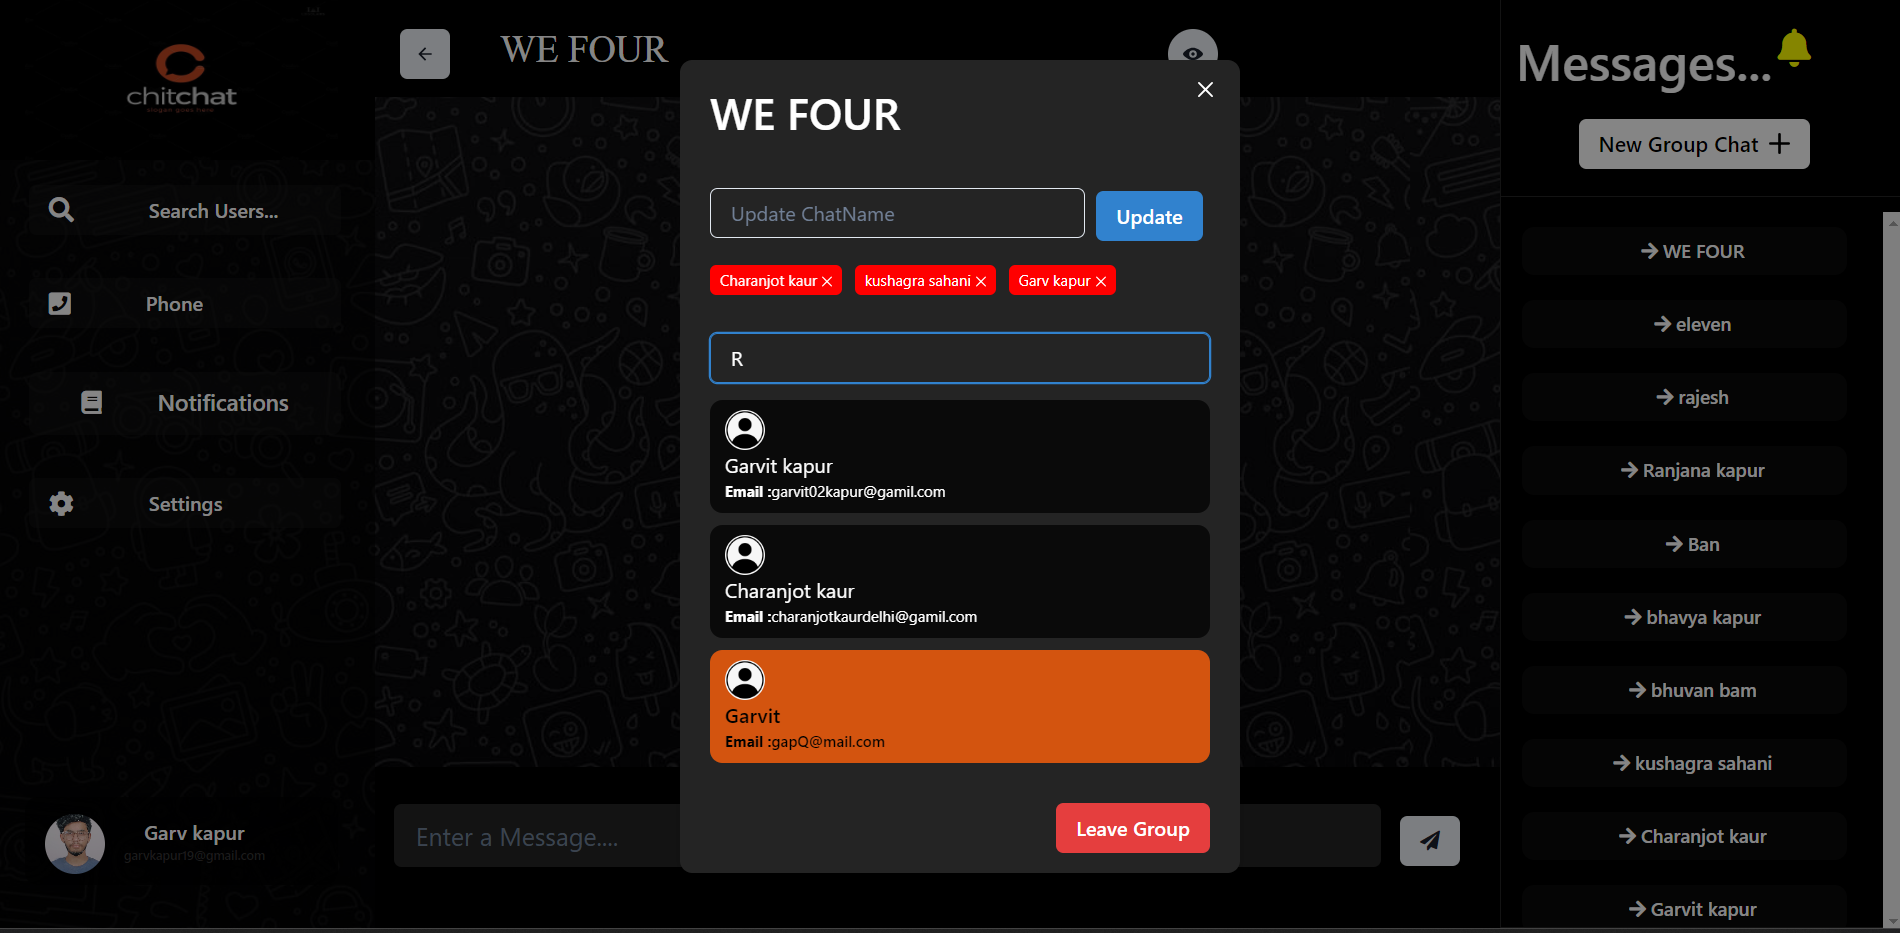 chitchat
slogan goes here
Search Users...
Phone
Notifications
Settings
Garv kapur
garvkapur19@gmail.com
WE FOUR
WE FOUR
Update ChatName
Update
Charanjot kaur
kushagra sahani
Garv kapur
R
Garvit kapur
Email :garvit02kapur@gamil.com
Charanjot kaur
Email :charanjotkaurdelhi@gamil.com
Garvit
Email :gapQ@mail.com
Leave Group
Enter a Message....
Messages...
New Group Chat
WE FOUR
eleven
rajesh
Ranjana kapur
Ban
bhavya kapur
bhuvan bam
kushagra sahani
Charanjot kaur
Garvit kapur